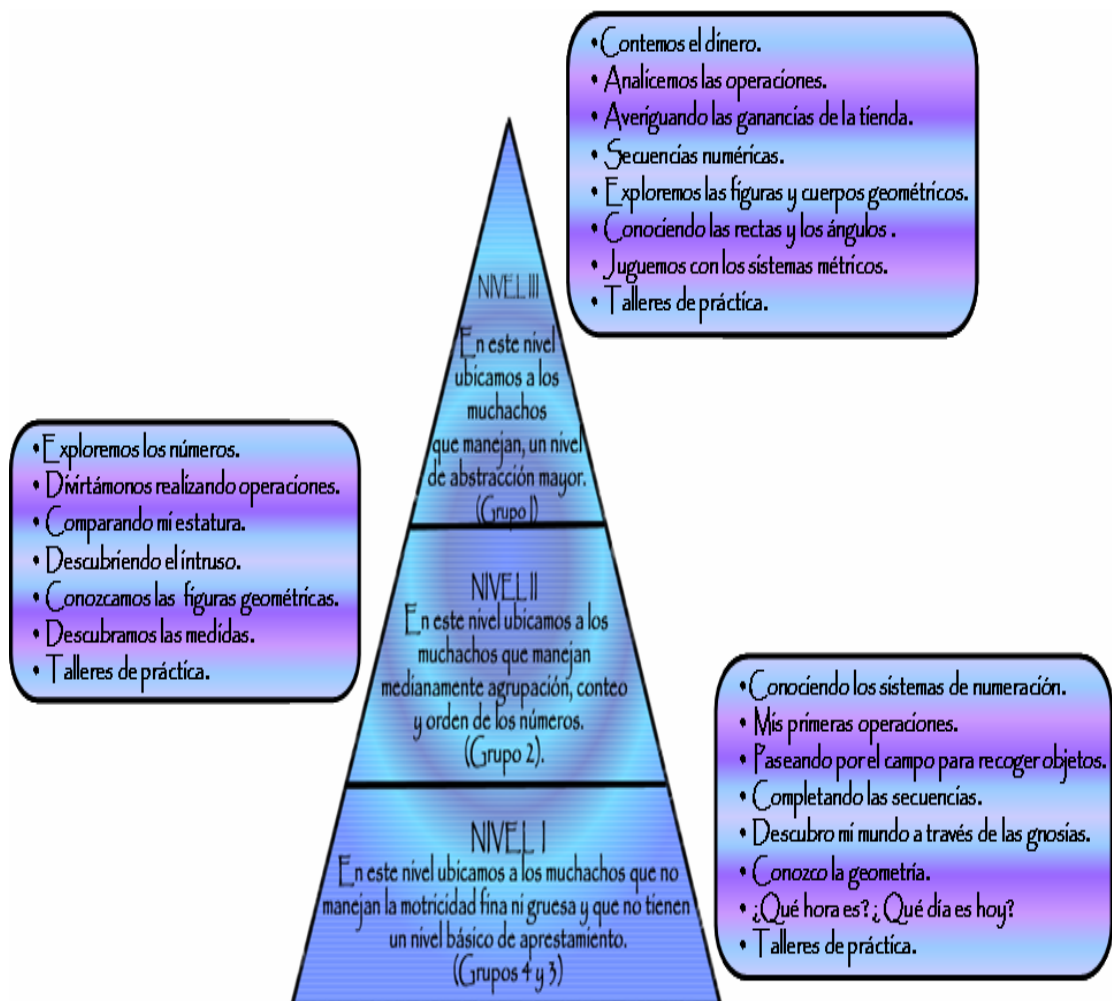 • Contemos el dinero.
• Analicemos las operaciones.
• Averiguando las ganancias de la tienda.
• Secuencias numéricas.
• Exploremos las figuras y cuerpos geométricos.
• Conociendo las rectas y los ángulos .
• Juguemos con los sistemas métricos.
• Talleres de práctica.
NIVEL III
En este nivel
ubicamos a los
muchachos
que manejan, un nivel
de abstracción mayor.
(Grupo 1)
• Exploremos los números.
• Divirtámonos realizando operaciones.
• Comparando mi estatura.
• Descubriendo el intruso.
• Conozcamos las figuras geométricas.
• Descubramos las medidas.
• Talleres de práctica.
NIVEL II
En este nivel ubicamos a los
muchachos que manejan
medianamente agrupación, conteo
y orden de los números.
(Grupo 2).
• Conociendo los sistemas de numeración.
• Mis primeras operaciones.
• Paseando por el campo para recoger objetos.
• Completando las secuencias.
• Descubro mi mundo a través de las gnosias.
• Conozco la geometría.
• ¿Qué hora es? ¿ Qué día es hoy?
• Talleres de práctica.
NIVEL I
En este nivel ubicamos a los muchachos que no
manejan la motricidad fina ni gruesa y que no tienen
un nivel básico de aprestamiento.
(Grupos 4 y 3)